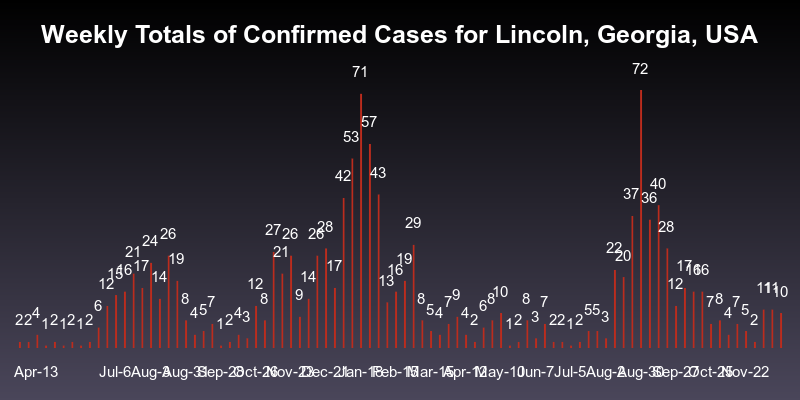 Weekly Totals of Confirmed Cases for Lincoln, Georgia, USA
2 2 4 1 2 1 2 1 2 6 12 15 16 21 17 24 14 26 19 8 4 5 7 1 2 4 3 12 8 27 21 26 9 14 26 28 17 42 53 71 57 43 13 16 19 29 8 5 4 7 9 4 2 6 8 10 1 2 8 3 7 2 2 1 2 5 5 3 22 20 37 72 36 40 28 12 17 16 16 7 8 4 7 5 2 11 11 10
Apr-13 Jul-6 Aug-3 Aug-31 Sep-28 Oct-26 Nov-23 Dec-21 Jan-18 Feb-15 Mar-15 Apr-12 May-10 Jun-7 Jul-5 Aug-2 Aug-30 Sep-27 Oct-25 Nov-22